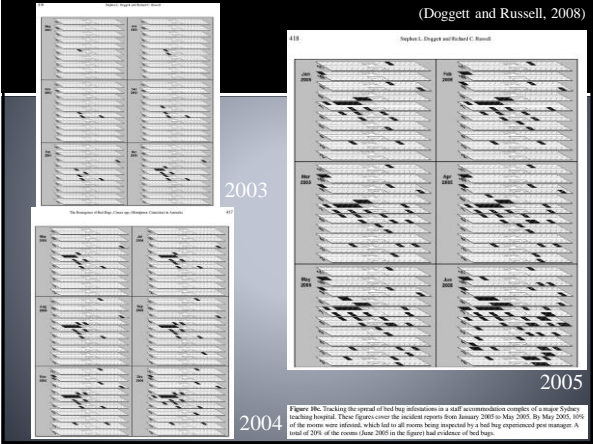 (Doggett and Russell, 2008)
418
Stephen L. Doggett and Richard C. Russell
Jan
2005
Feb
2005
Mar
2005
Apr
2005
May
2005
Jun
2005
2003
The Resurgence of Bed Bugs, Cimex spp. (Hemiptera: Cimicidae) in Australia
417
2004
2005
Figure 10c. Tracking the spread of bed bug infestations in a staff accommodation complex of a major Sydney
teaching hospital. These figures cover the incident reports from January 2005 to May 2005. By May 2005, 10%
of the rooms were infested, which led to all rooms being inspected by a bed bug experienced pest manager. A
total of 20% of the rooms (June 2005 in the figure) had evidence of bed bugs.